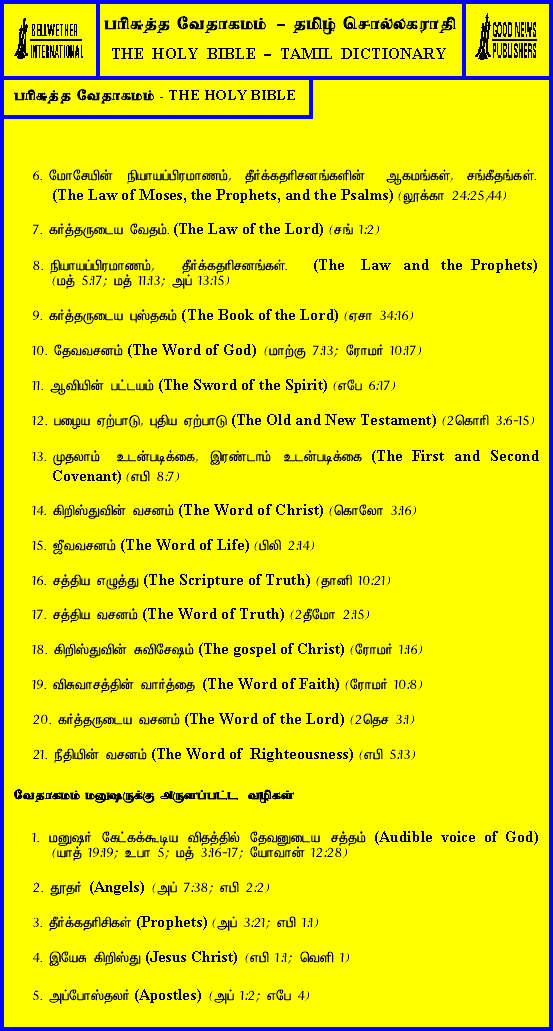 BELLWETHER
INTERNATIONAL
பரிசுத்த வேதாகமம் – தமிழ் சொல்லகராதி
THE HOLY BIBLE – TAMIL DICTIONARY
GOOD NEWS
PUBLISHERS
பரிசுத்த வேதாகமம் - THE HOLY BIBLE
6. மோசேயின் நியாயப்பிரமாணம், தீர்க்கதரிசனங்களின் ஆகமங்கள், சங்கீதங்கள்.
(The Law of Moses, the Prophets, and the Psalms) (லூக்கா 24:25,44)
7. கர்த்தருடைய வேதம். (The Law of the Lord) (சங் 1:2)
8. நியாயப்பிரமாணம், தீர்க்கதரிசனங்கள். (The Law and the Prophets)
(மத் 5:17; மத் 11:13; அப் 13:15)
9. கர்த்தருடைய புஸ்தகம் (The Book of the Lord) (ஏசா 34:16)
10. தேவவசனம் (The Word of God) (மாற்கு 7:13; ரோமர் 10:17)
11. ஆவியின் பட்டயம் (The Sword of the Spirit) (எபே 6:17)
12. பழைய ஏற்பாடு, புதிய ஏற்பாடு (The Old and New Testament) (2கொரி 3:6-15)
13. முதலாம் உடன்படிக்கை, இரண்டாம் உடன்படிக்கை (The First and Second
Covenant) (எபி 8:7)
14. கிறிஸ்துவின் வசனம் (The Word of Christ) (கொலோ 3:16)
15. ஜீவவசனம் (The Word of Life) (பிலி 2:14)
16. சத்திய எழுத்து (The Scripture of Truth) (தானி 10:21)
17. சத்திய வசனம் (The Word of Truth) (2தீமோ 2:15)
18. கிறிஸ்துவின் சுவிசேஷம் (The gospel of Christ) (ரோமர் 1:16)
19. விசுவாசத்தின் வார்த்தை (The Word of Faith) (ரோமர் 10:8)
20. கர்த்தருடைய வசனம் (The Word of the Lord) (2தெச 3:1)
21. நீதியின் வசனம் (The Word of Righteousness) (எபி 5:13)
வேதாகமம் மனுஷருக்கு அருளப்பட்ட வழிகள்
1. மனுஷர் கேட்கக்கூடிய விதத்தில் தேவனுடைய சத்தம் (Audible voice of God)
(யாத் 19:19; உபா 5; மத் 3:16-17; யோவான் 12:28)
2. தூதர் (Angels) (அப் 7:38; எபி 2:2)
3. தீர்க்கதரிசிகள் (Prophets) (அப் 3:21; எபி 1:1)
4. இயேசு கிறிஸ்து (Jesus Christ) (எபி 1:1; வெளி 1)
5. அப்போஸ்தலர் (Apostles) (அப் 1:2; எபே 4)